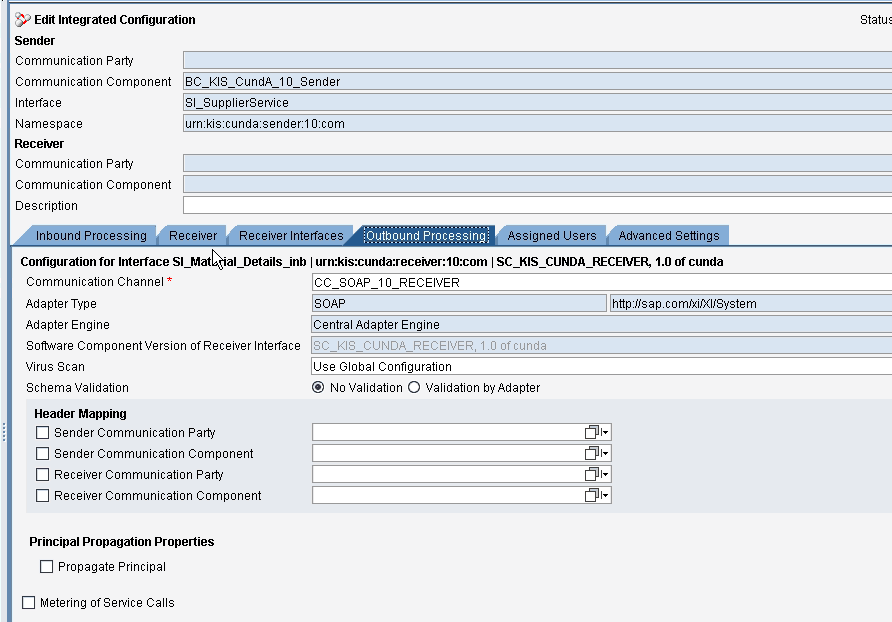 Edit Integrated Configuration Status
Sender
Communication Party
Communication Component BC_KIS_CundA_10_Sender
Interface SI_SupplierService
Namespace urn:kis:cunda:sender:10:com
Receiver
Communication Party
Communication Component
Description
Inbound Processing Receiver Receiver Interfaces Outbound Processing Assigned Users Advanced Settings
Configuration for Interface SI_Material_Details_inb | urn:kis:cunda:receiver:10:com | SC_KIS_CUNDA_RECEIVER, 1.0 of cunda
Communication Channel * CC_SOAP_10_RECEIVER
Adapter Type SOAP http://sap.com/xi/XI/System
Adapter Engine Central Adapter Engine
Software Component Version of Receiver Interface SC_KIS_CUNDA_RECEIVER, 1.0 of cunda
Virus Scan Use Global Configuration
Schema Validation No Validation Validation by Adapter
Header Mapping
Sender Communication Party
Sender Communication Component
Receiver Communication Party
Receiver Communication Component
Principal Propagation Properties
Propagate Principal
Metering of Service Calls